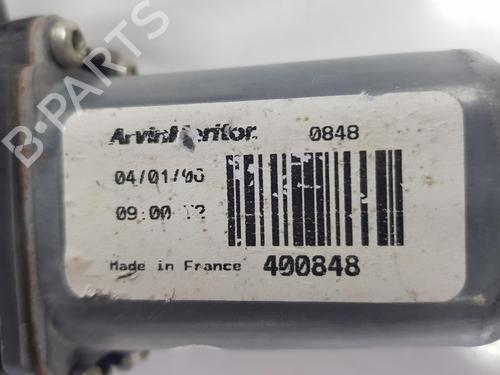 B-PARTS
ArvinMeritor. 0848
04/01/06
09:00
Made in France 400848